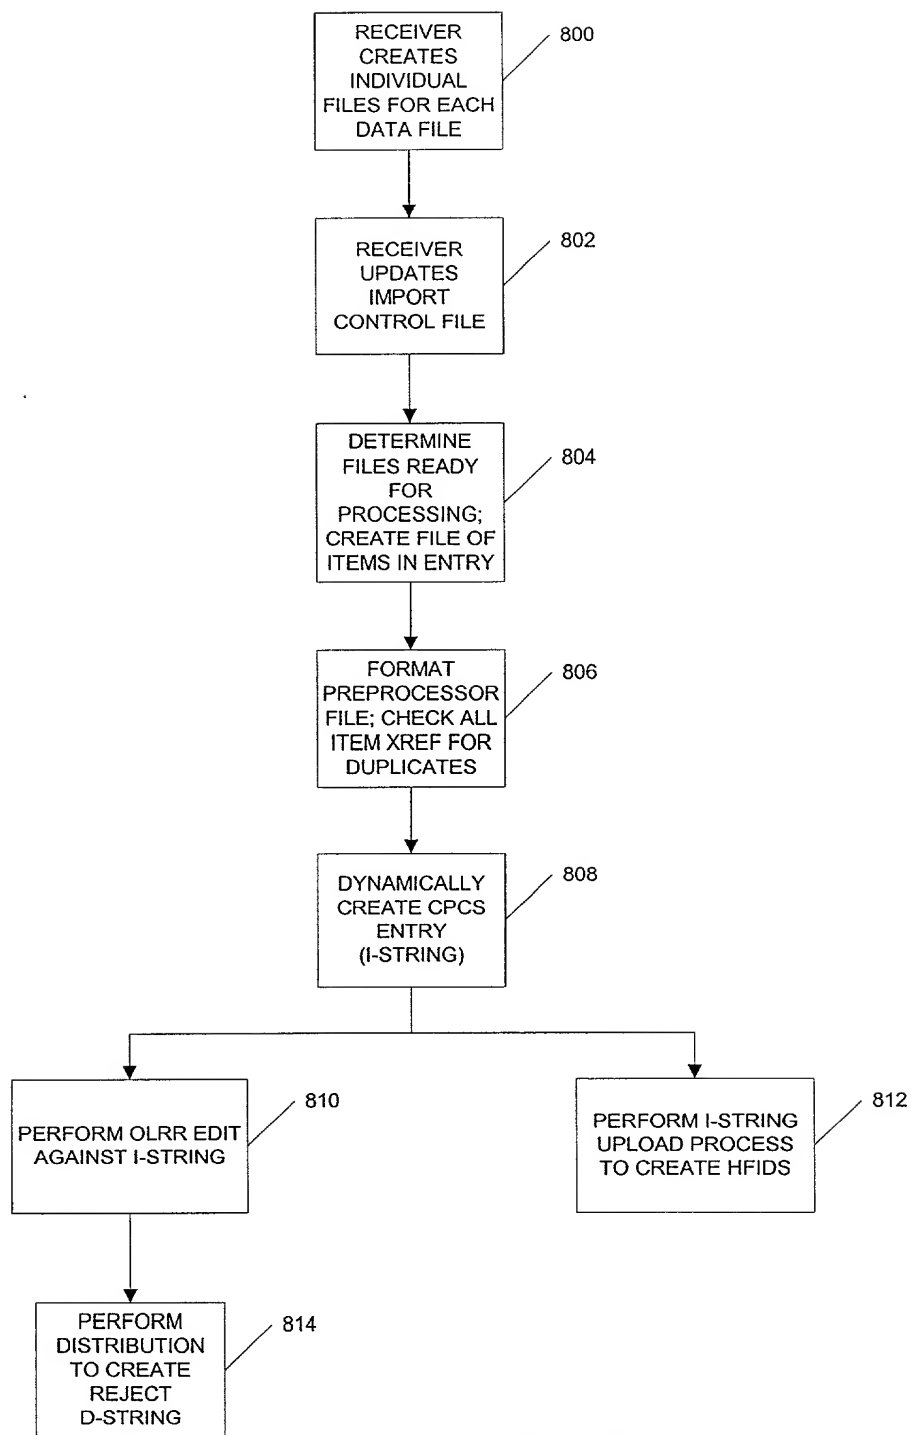 RECEIVER
CREATES
INDIVIDUAL
FILES FOR EACH
DATA FILE
800
RECEIVER
UPDATES
IMPORT
CONTROL FILE
802
DETERMINE
FILES READY
FOR
PROCESSING;
CREATE FILE OF
ITEMS IN ENTRY
804
FORMAT
PREPROCESSOR
FILE; CHECK ALL
ITEM XREF FOR
DUPLICATES
806
DYNAMICALLY
CREATE CPCS
ENTRY
(I-STRING)
808
PERFORM OLRR EDIT
AGAINST I-STRING
810
PERFORM I-STRING
UPLOAD PROCESS
TO CREATE HFIDS
812
PERFORM
DISTRIBUTION
TO CREATE
REJECT
D-STRING
814